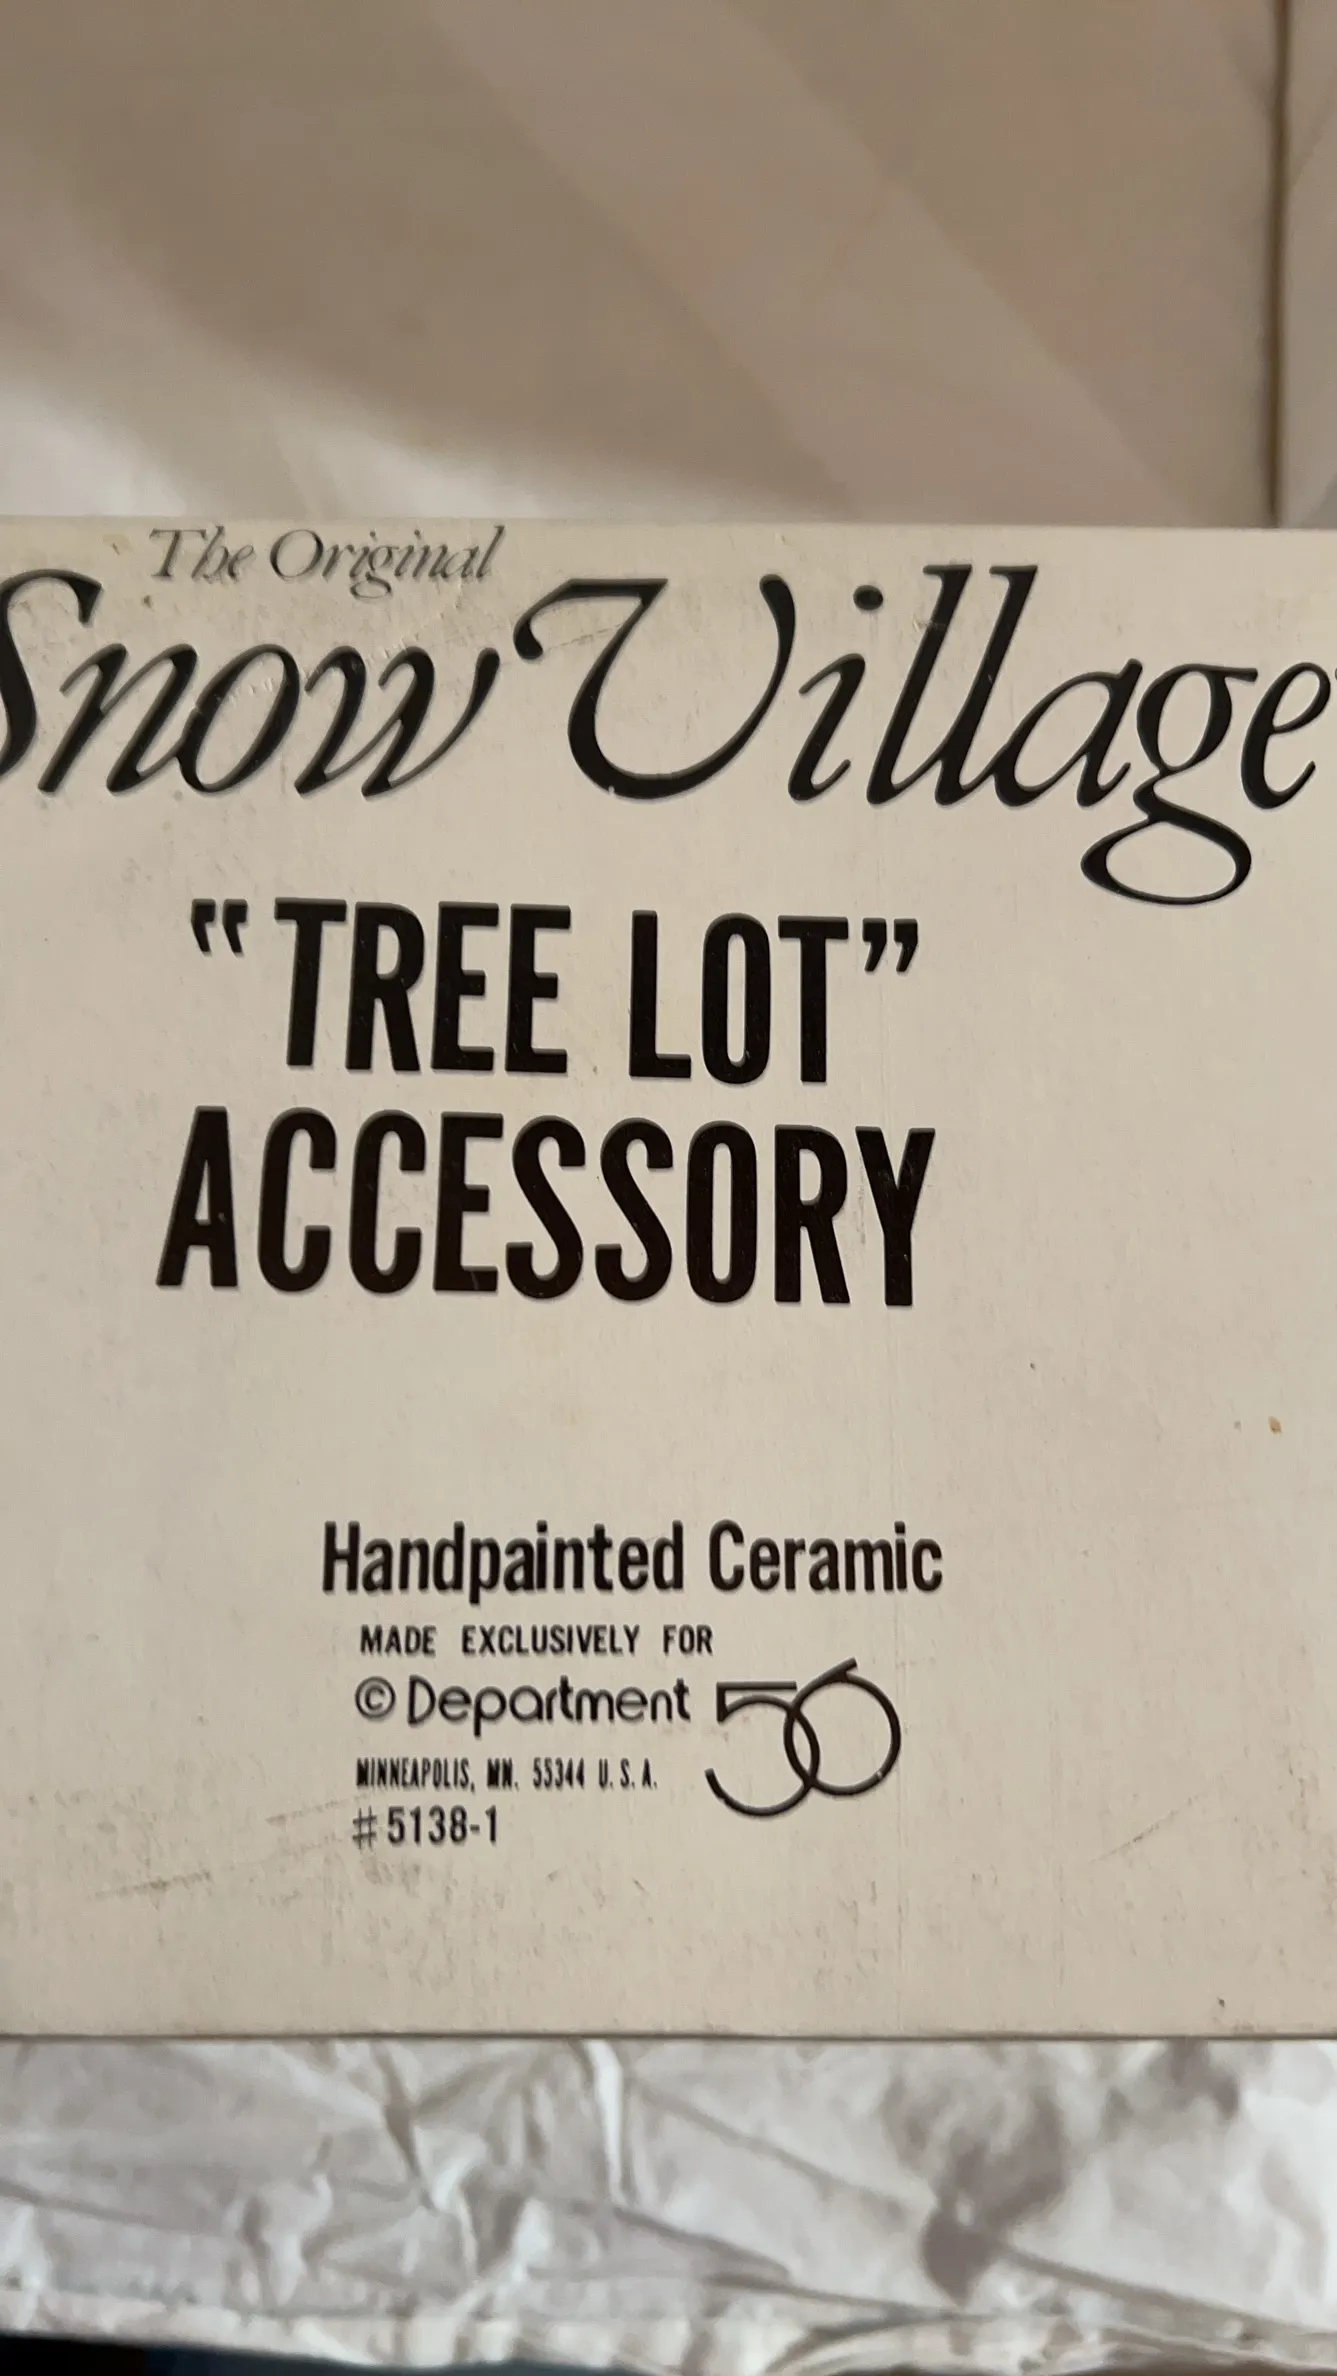 The Original
Snow Village
“TREE LOT”
ACCESSORY
Handpainted Ceramic
MADE EXCLUSIVELY FOR
© Department 56
MINNEAPOLIS, MN. 55344 U.S.A.
#5138-1